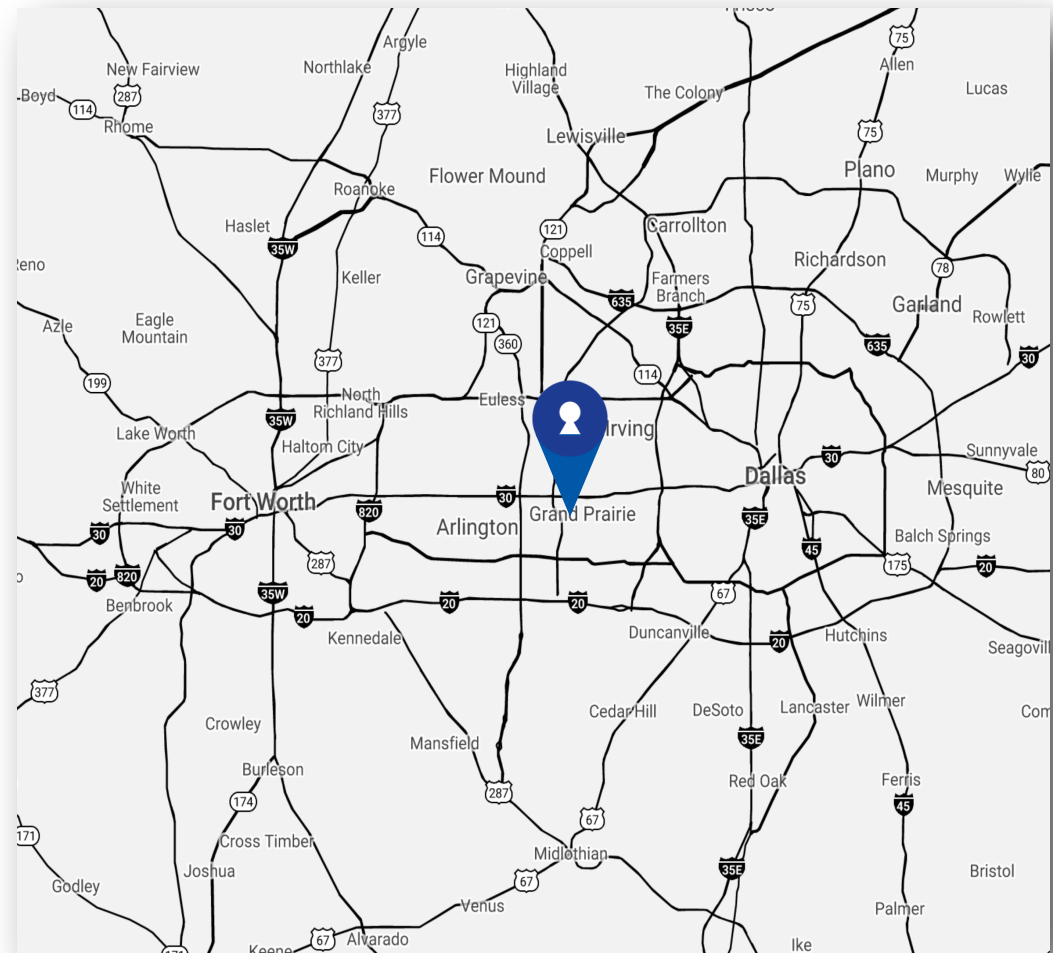 Argyle
75
New Fairview
Northlake
Allen
Highland
Village
287
Boyd
114
The Colony
Lucas
377
Rhome
75
Lewisville
Plano
Flower Mound
Murphy
Wylie
Roanoke
Haslet
121
Carrollton
114
35W
Coppell
Richardson
78
Keller
Grapevine
Farmers
Branch
635
75
Garland
Rowlett
Azle
Eagle
Mountain
121
35E
360
635
30
377
199
114
North
Richland Hills
Euless
35W
Irving
Lake Worth
Haltom City
30
Sunnyvale
80
Dallas
White
Settlement
Fort Worth
30
Mesquite
820
Grand Prairie
35E
Arlington
30
30
Balch Springs
45
287
175
20
820
20
35W
67
Benbrook
20
20
20
Kennedale
Duncanville
20
Hutchins
Seagovill
377
Crowley
Cedar Hill
DeSoto
Lancaster
Wilmer
Com
Mansfield
35E
Burleson
Red Oak
Ferris
287
174
45
67
171
Cross Timber
Midlothian
Joshua
35E
Bristol
Godley
67
Venus
Palmer
67
Alvarado
Ike
Keene
171